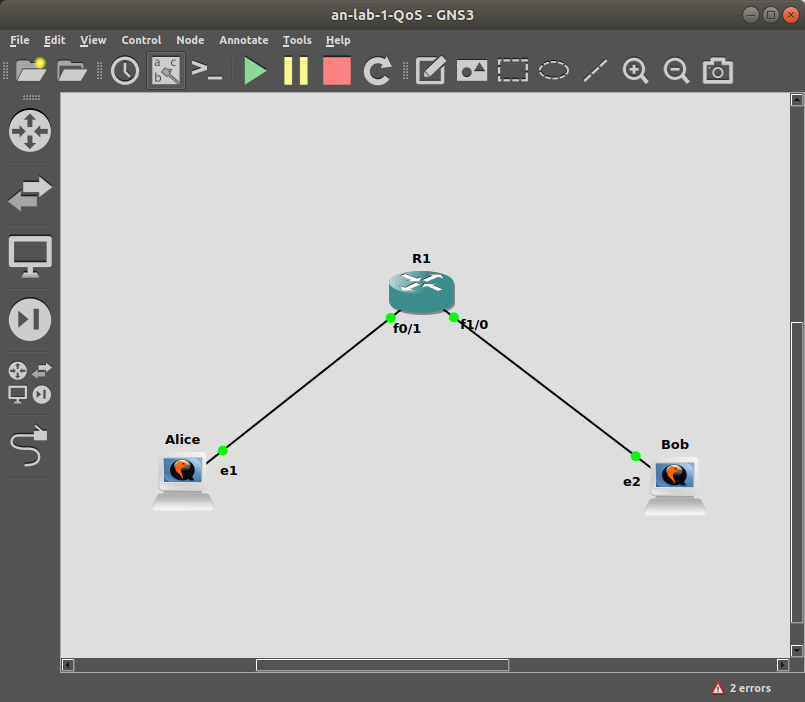 an-lab-1-QoS - GNS3
File Edit View Control Node Annotate Tools Help
a c
b
R1
f0/1
f1/0
Alice
e1
Bob
e2
2 errors